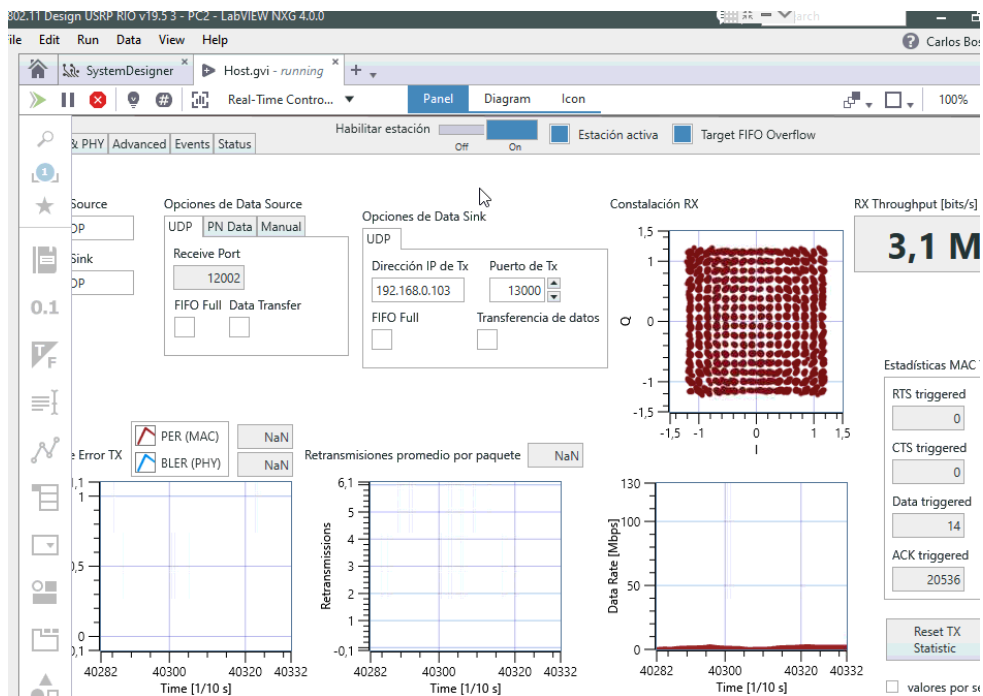 802.11 Design USRP RIO v19.5 3 - PC2 - LabVIEW NXG 4.0.0
arch
File Edit Run Data View Help
Carlos Bos
SystemDesigner
Host.gvi - running
Real-Time Contro...
Panel Diagram Icon
100%
& PHY Advanced Events Status
Habilitar estación
Off On
Estación activa
Target FIFO Overflow
Source
DP
Sink
DP
Opciones de Data Source
UDP PN Data Manual
Receive Port
12002
FIFO Full Data Transfer
Opciones de Data Sink
UDP
Dirección IP de Tx Puerto de Tx
192.168.0.103 13000
FIFO Full Transferencia de datos
Constalación RX
1,5
1
0
-1
-1,5
Q
-1,5 -1 0 1 1,5
I
RX Throughput [bits/s]
3,1 M
Estadísticas MAC T
RTS triggered
0
CTS triggered
0
Data triggered
14
ACK triggered
20536
Reset TX
Statistic
valores por se
0.1
T
F
1
e Error TX
PER (MAC) NaN
BLER (PHY) NaN
,1
1
0,5
0
0,1
40282 40300 40320 40332
Time [1/10 s]
Retransmisiones promedio por paquete NaN
6,1
5
4
3
2
1
-0,1
Retransmissions
40282 40300 40320 40332
Time [1/10 s]
130
100
50
0
Data Rate [Mbps]
40282 40300 40320 40332
Time [1/10 s]